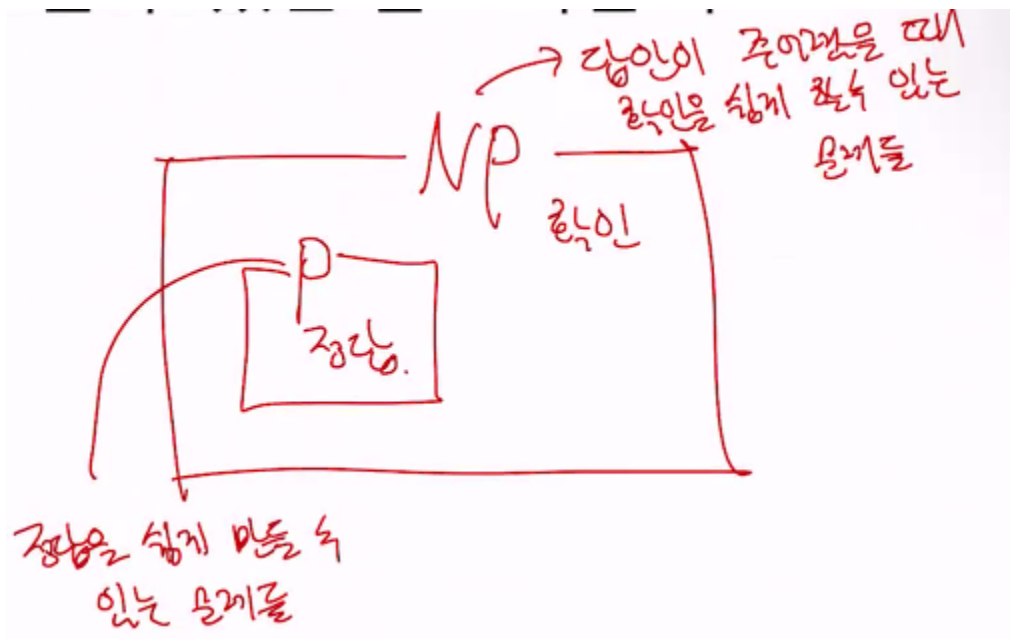 답안이 주어졌을 때
확인을 쉽게 할수 있는
문제들
NP
확인
P
정답.
정답을 쉽게 만들 수
있는 문제들